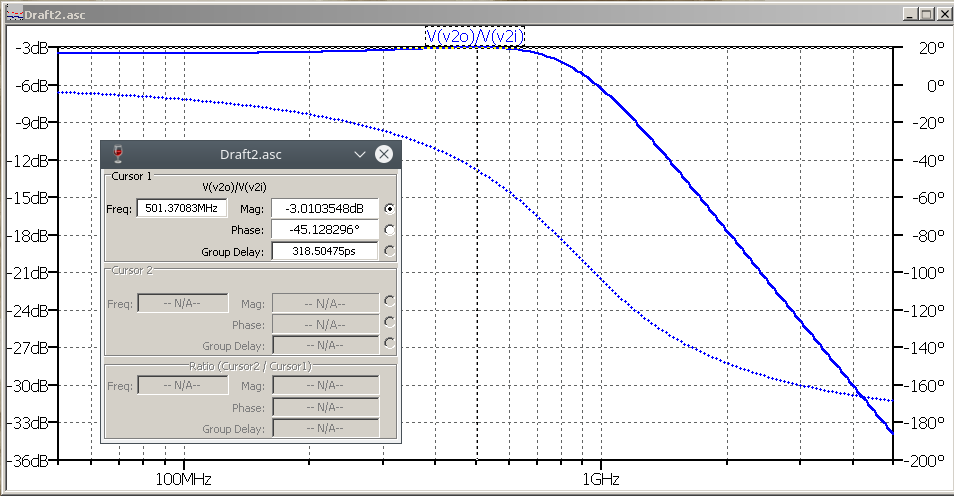 Draft2.asc
V(v2o)/V(v2i)
-3dB
-6dB
-9dB
-12dB
-15dB
-18dB
-21dB
-24dB
-27dB
-30dB
-33dB
-36dB
20°
0°
-20°
-40°
-60°
-80°
-100°
-120°
-140°
-160°
-180°
-200°
100MHz
1GHz
Draft2.asc
Cursor 1
V(v2o)/V(v2i)
Freq: 501.37083MHz Mag: -3.0103548dB
Phase: -45.128296°
Group Delay: 318.50475ps
Cursor 2
Freq: -- N/A-- Mag: -- N/A--
Phase: -- N/A--
Group Delay: -- N/A--
Ratio (Cursor2 / Cursor1)
Freq: -- N/A-- Mag: -- N/A--
Phase: -- N/A--
Group Delay: -- N/A--